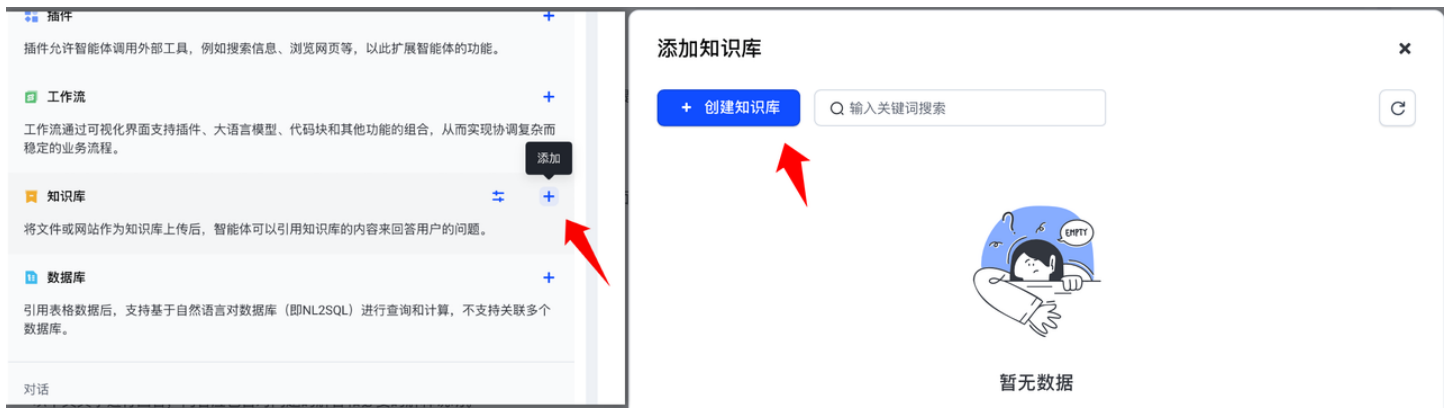 插件
插件允许智能体调用外部工具，例如搜索信息、浏览网页等，以此扩展智能体的功能。
工作流
工作流通过可视化界面支持插件、大语言模型、代码块和其他功能的组合，从而实现协调复杂而
稳定的业务流程。
添加
知识库
将文件或网站作为知识库上传后，智能体可以引用知识库的内容来回答用户的问题。
数据库
引用表格数据后，支持基于自然语言对数据库（即NL2SQL）进行查询和计算，不支持关联多个
数据库。
对话
添加知识库
+ 创建知识库
输入关键词搜索
EMPTY
暂无数据